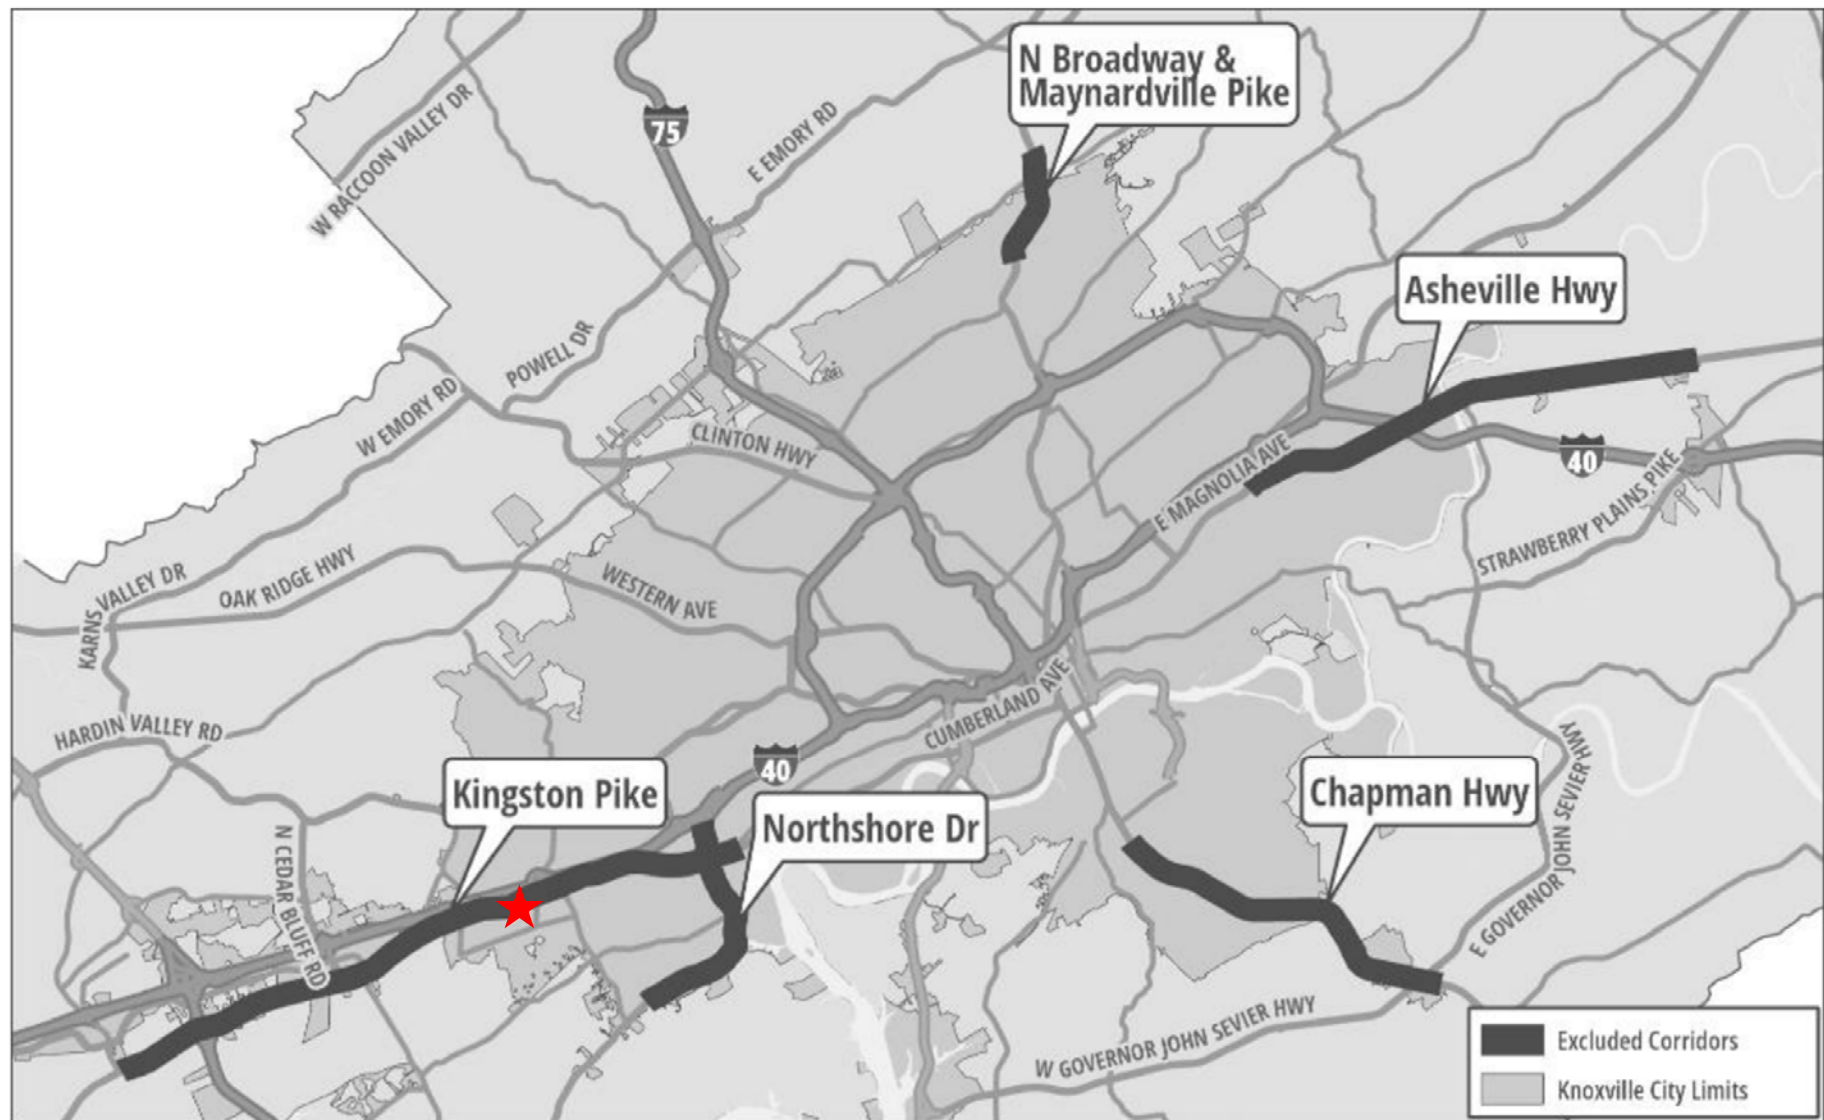 N Broadway &
Maynardville Pike
75
E EMORY RD
W RACCOON VALLEY DR
Asheville Hwy
POWELL DR
W EMORY RD
CLINTON HWY
E MAGNOLIA AVE
40
STRAWBERRY PLAINS PIKE
OAK RIDGE HWY
KARNS VALLEY DR
WESTERN AVE
CUMBERLAND AVE
HARDIN VALLEY RD
40
Kingston Pike
Northshore Dr
Chapman Hwy
N CEDAR BLUFF RD
E GOVERNOR JOHN SEVIER HWY
W GOVERNOR JOHN SEVIER HWY
Excluded Corridors
Knoxville City Limits